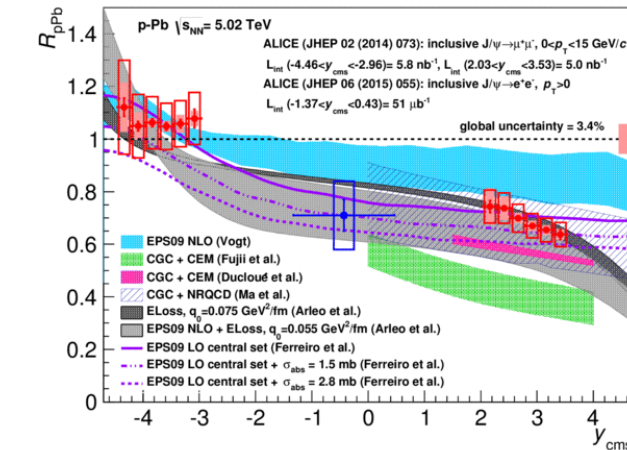 R_pPb
p-Pb √s_NN = 5.02 TeV
ALICE (JHEP 02 (2014) 073): inclusive J/ψ→μ⁺μ⁻, 0<p_T<15 GeV/c
L_int (-4.46<y_cms<-2.96)= 5.8 nb⁻¹, L_int (2.03<y_cms<3.53)= 5.0 nb⁻¹
ALICE (JHEP 06 (2015) 055): inclusive J/ψ→e⁺e⁻, p_T>0
L_int (-1.37<y_cms<0.43)= 51 μb⁻¹
global uncertainty = 3.4%
1.4
1.2
1
0.8
0.6
0.4
0.2
0
EPS09 NLO (Vogt)
CGC + CEM (Fujii et al.)
CGC + CEM (Ducloué et al.)
CGC + NRQCD (Ma et al.)
ELoss, q₀=0.075 GeV²/fm (Arleo et al.)
EPS09 NLO + ELoss, q₀=0.055 GeV²/fm (Arleo et al.)
EPS09 LO central set (Ferreiro et al.)
EPS09 LO central set + σ_abs = 1.5 mb (Ferreiro et al.)
EPS09 LO central set + σ_abs = 2.8 mb (Ferreiro et al.)
-4 -3 -2 -1 0 1 2 3 4
y_cms